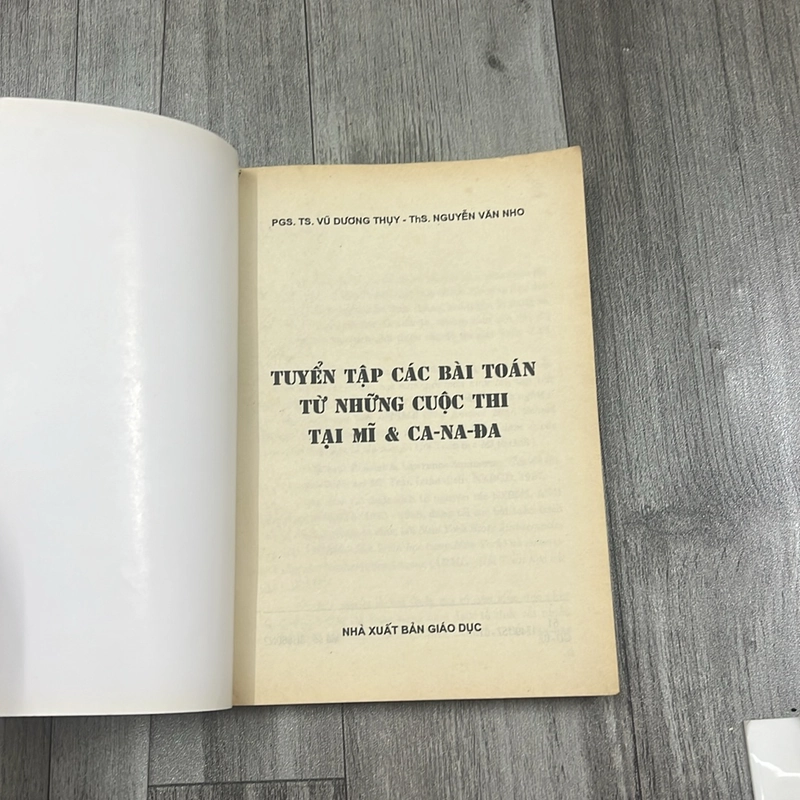 PGS. TS. VŨ DƯƠNG THỤY - ThS. NGUYỄN VĂN NHO
TUYỂN TẬP CÁC BÀI TOÁN
TỪ NHỮNG CUỘC THI
TẠI MĨ & CA-NA-ĐA
NHÀ XUẤT BẢN GIÁO DỤC